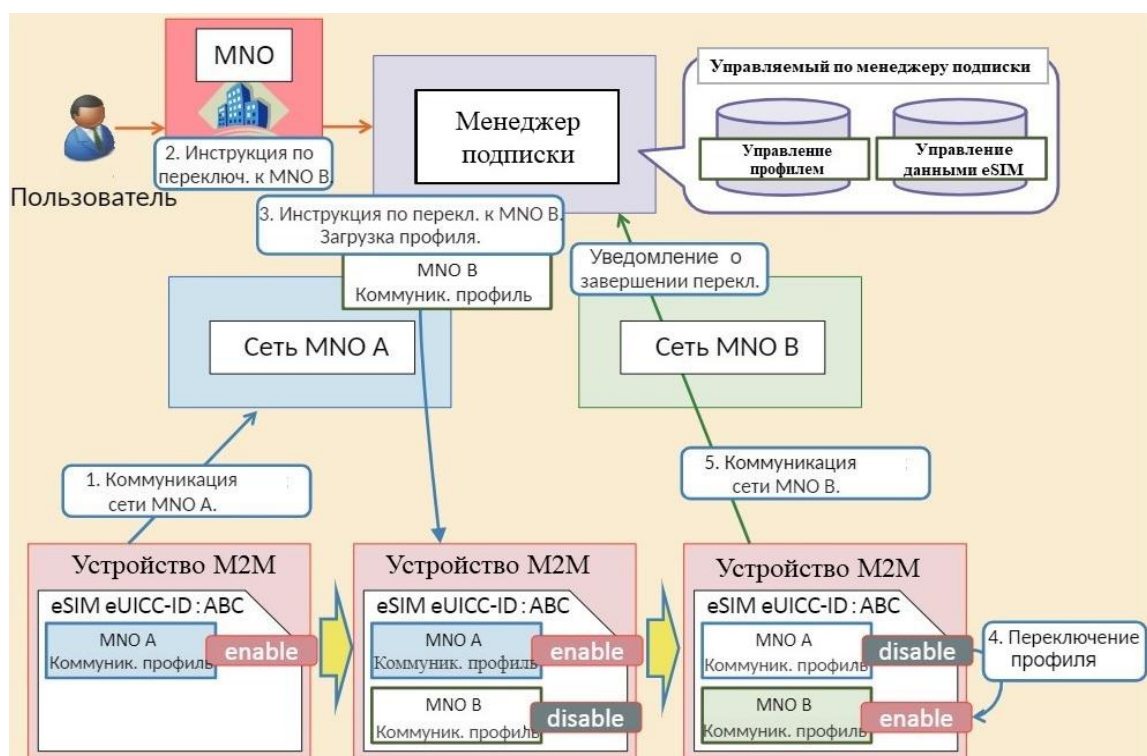 MNO
Пользователь
2. Инструкция по
переключ. к MNO B.
Менеджер
подписки
Управляемый по менеджеру подписки
Управление
профилем
Управление
данными eSIM
3. Инструкция по перекл. к MNO B.
Загрузка профиля.
MNO B
Коммуник. профиль
Уведомление о
завершении перекл.
Сеть MNO A
Сеть MNO B
1. Коммуникация
сети MNO A.
5. Коммуникация
сети MNO B.
Устройство M2M
eSIM eUICC-ID : ABC
MNO A
Коммуник. профиль
enable
Устройство M2M
eSIM eUICC-ID : ABC
MNO A
Коммуник. профиль
enable
MNO B
Коммуник. профиль
disable
Устройство M2M
eSIM eUICC-ID : ABC
MNO A
Коммуник. профиль
disable
MNO B
Коммуник. профиль
enable
4. Переключение
профиля